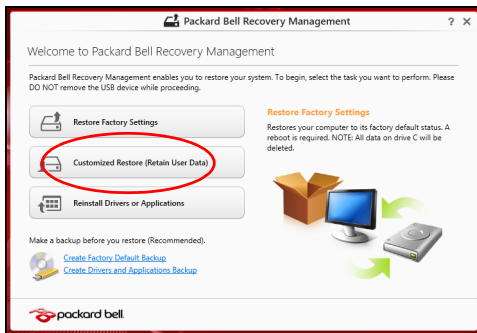 Packard Bell Recovery Management
? X
Welcome to Packard Bell Recovery Management
Packard Bell Recovery Management enables you to restore your system. To begin, select the task you want to perform. Please
DO NOT remove the USB device while proceeding.
Restore Factory Settings
Customized Restore (Retain User Data)
Reinstall Drivers or Applications
Restore Factory Settings
Restores your computer to its factory default status. A
reboot is required. NOTE: All data on drive C will be
deleted.
Make a backup before you restore (Recommended).
Create Factory Default Backup
Create Drivers and Applications Backup
packard bell